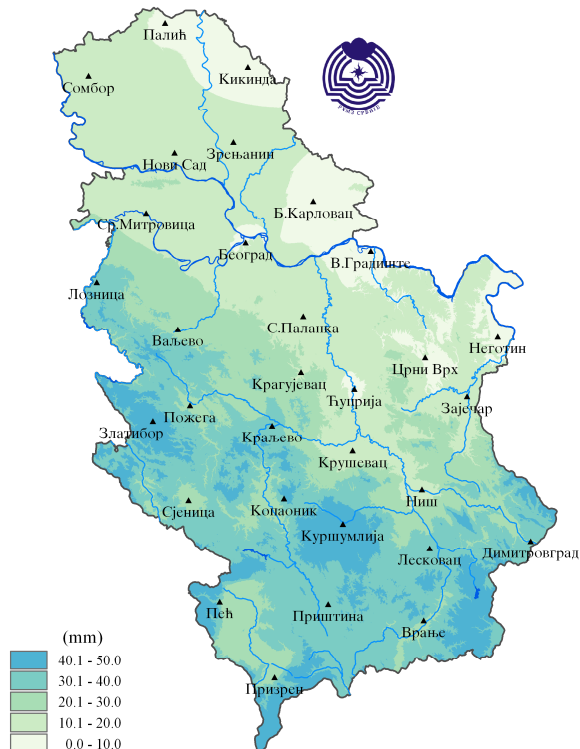 Палић
Кикинда
Сомбор
РХМЗ СРБИЈЕ
Зрењанин
Нови Сад
Б.Карловац
Ср.Митровица
Београд
В.Градиште
Лозница
С.Паланка
Ваљево
Неготин
Црни Врх
Крагујевац
Ћуприја
Зајечар
Пожега
Златибор
Краљево
Крушевац
Ниш
Сјеница
Копаоник
Куршумлија
Димитровград
Лесковац
Пећ
Приштина
Врање
Призрен
(mm)
40.1 - 50.0
30.1 - 40.0
20.1 - 30.0
10.1 - 20.0
0.0 - 10.0